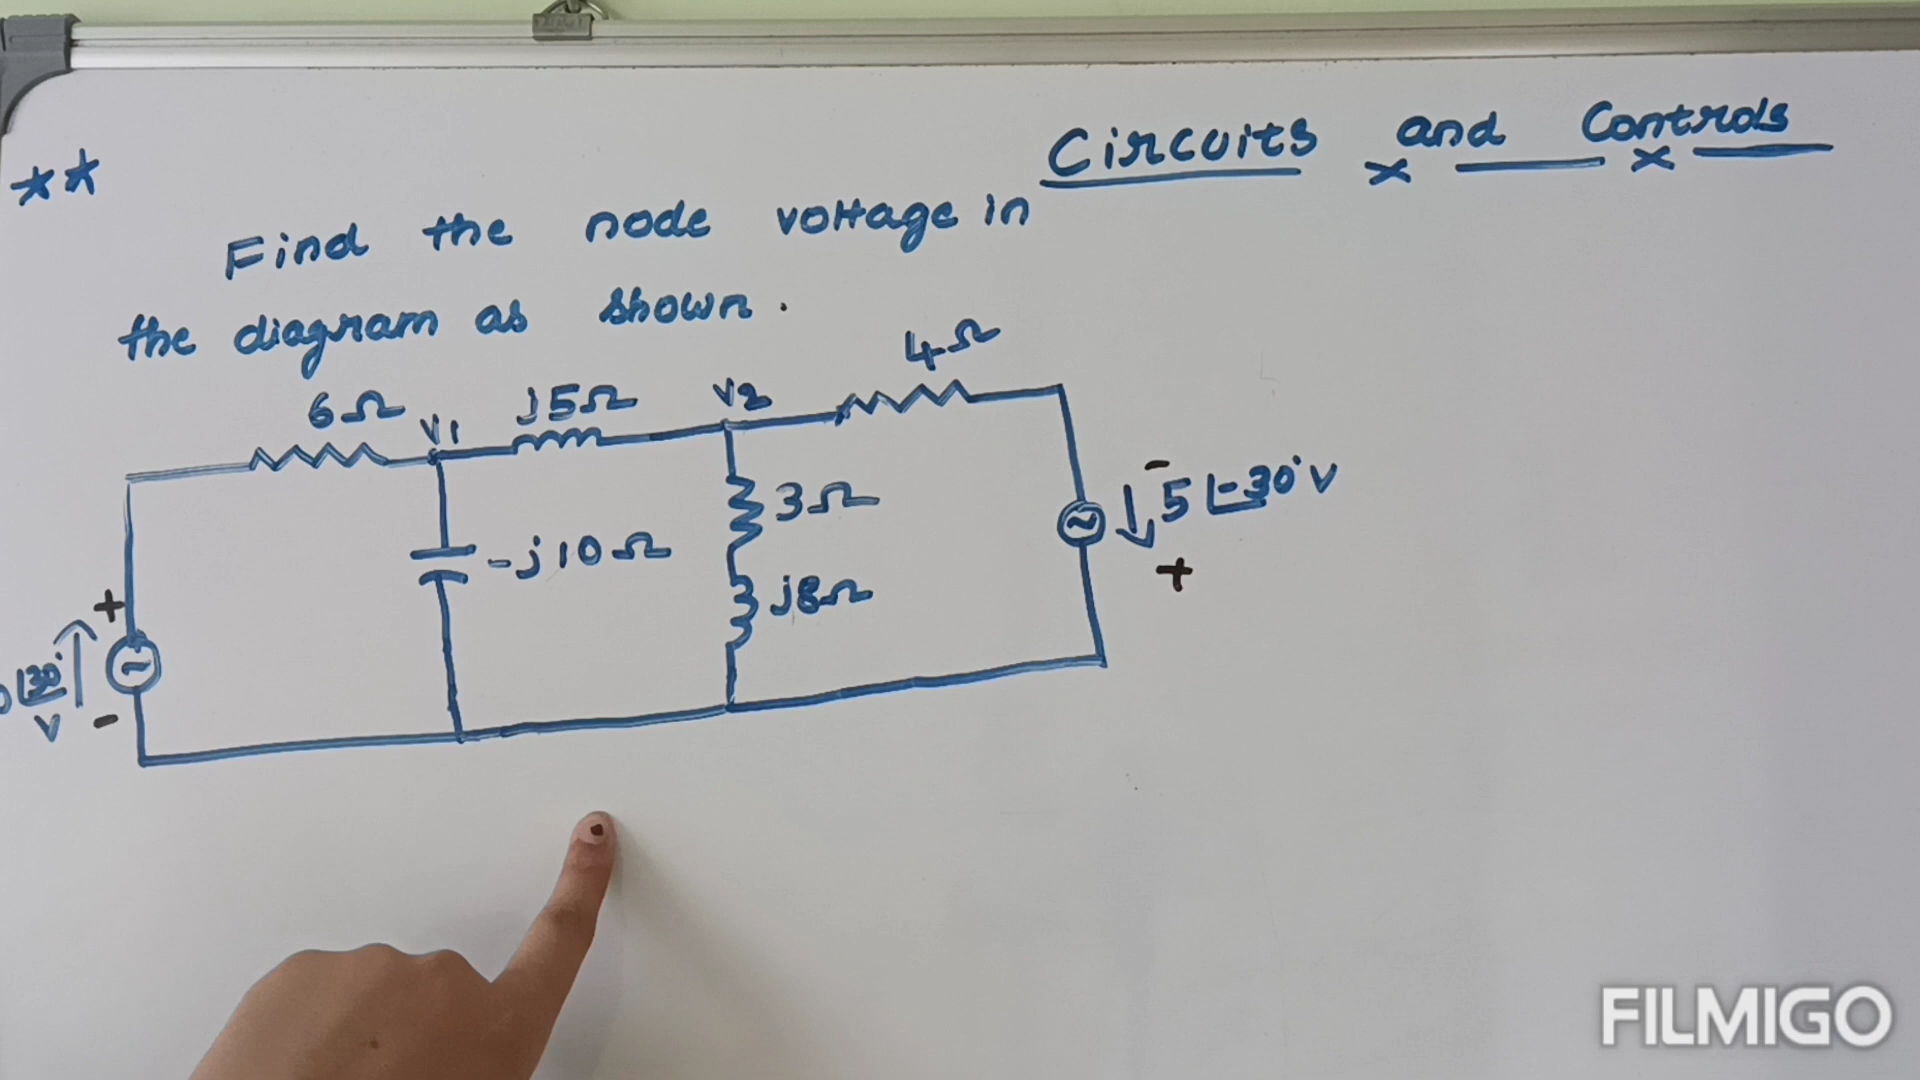 Circuits and Controls
**
Find the node voltage in
the diagram as shown.
6Ω V1 j5Ω V2 4Ω
3Ω
-j10Ω
j8Ω
- 5∠-30° V
+
+
∠30°
V
-
FILMIGO